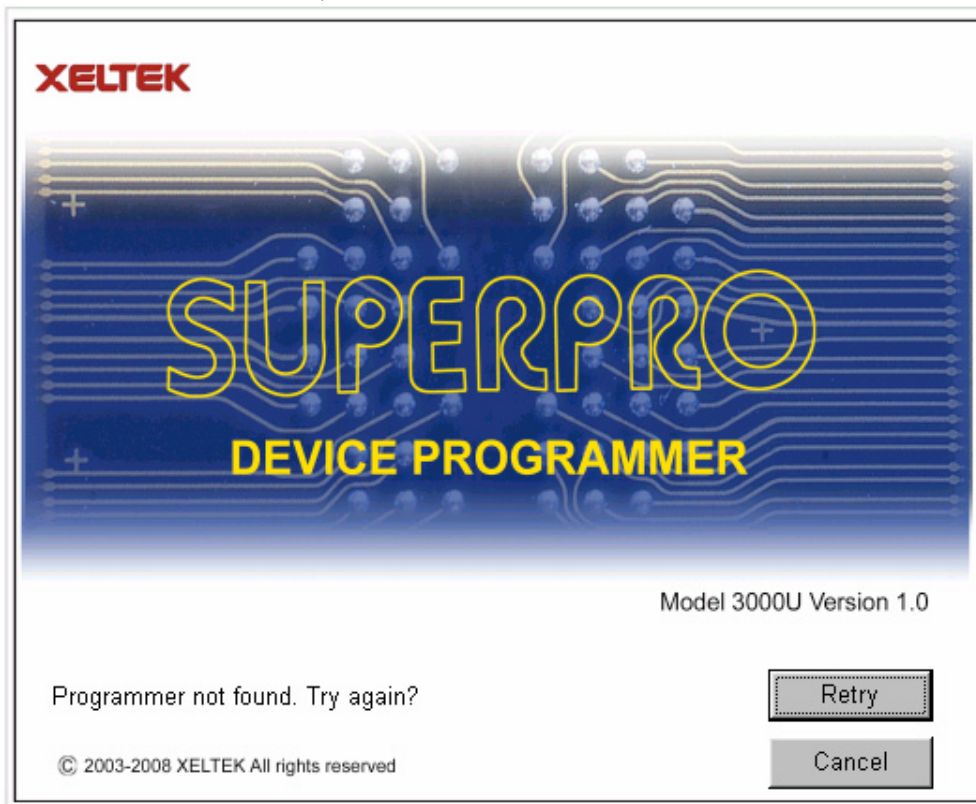 XELTEK
SUPERPRO
DEVICE PROGRAMMER
Model 3000U Version 1.0
Programmer not found. Try again?
Retry
© 2003-2008 XELTEK All rights reserved
Cancel